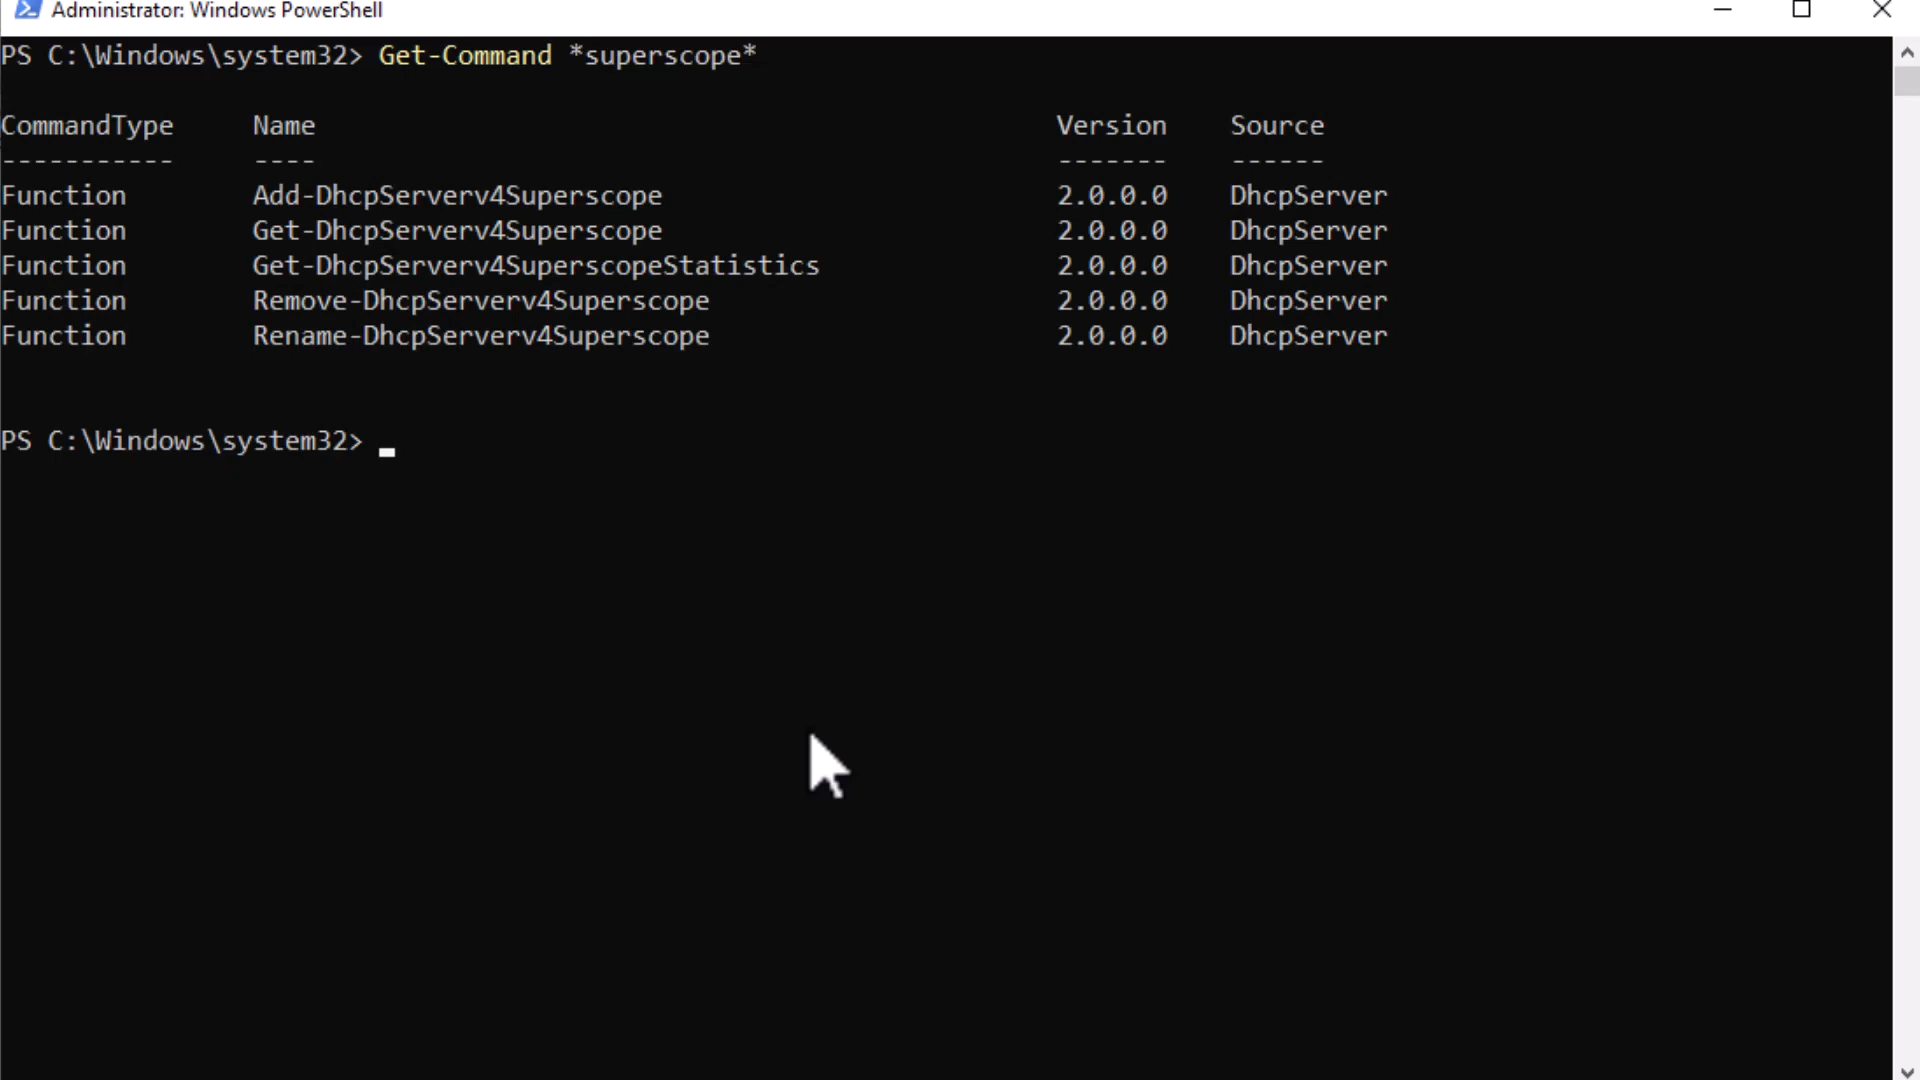 Administrator: Windows PowerShell
PS C:\Windows\system32> Get-Command *superscope*
CommandType     Name                                               Version    Source
-----------     ----                                               -------    ------
Function        Add-DhcpServerv4Superscope                         2.0.0.0    DhcpServer
Function        Get-DhcpServerv4Superscope                         2.0.0.0    DhcpServer
Function        Get-DhcpServerv4SuperscopeStatistics               2.0.0.0    DhcpServer
Function        Remove-DhcpServerv4Superscope                      2.0.0.0    DhcpServer
Function        Rename-DhcpServerv4Superscope                      2.0.0.0    DhcpServer
PS C:\Windows\system32>